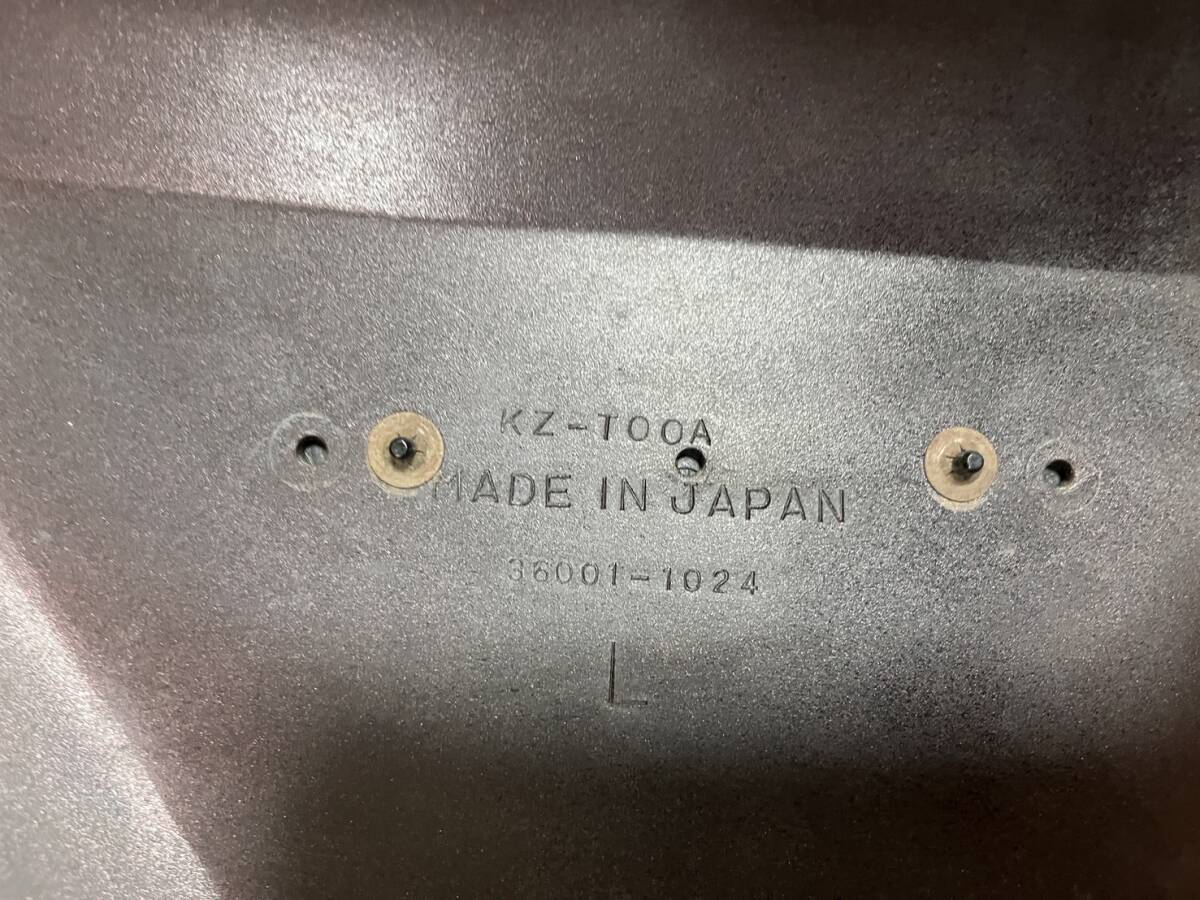 KZ-T00A
MADE IN JAPAN
36001-1024
L